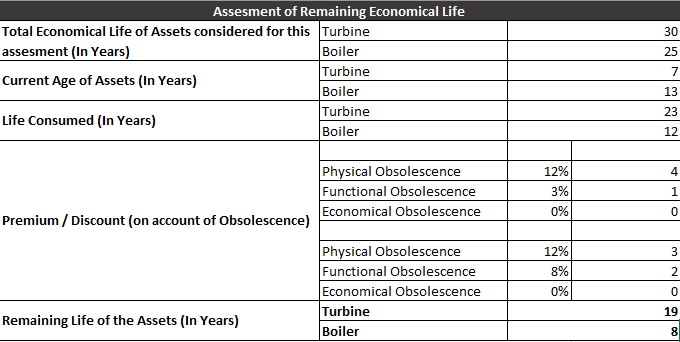 Assesment of Remaining Economical Life
Total Economical Life of Assets considered for this assesment (In Years)
Turbine 30
Boiler 25
Current Age of Assets (In Years)
Turbine 7
Boiler 13
Life Consumed (In Years)
Turbine 23
Boiler 12
Premium / Discount (on account of Obsolescence)
Physical Obsolescence 12% 4
Functional Obsolescence 3% 1
Economical Obsolescence 0% 0
Physical Obsolescence 12% 3
Functional Obsolescence 8% 2
Economical Obsolescence 0% 0
Remaining Life of the Assets (In Years)
Turbine 19
Boiler 8